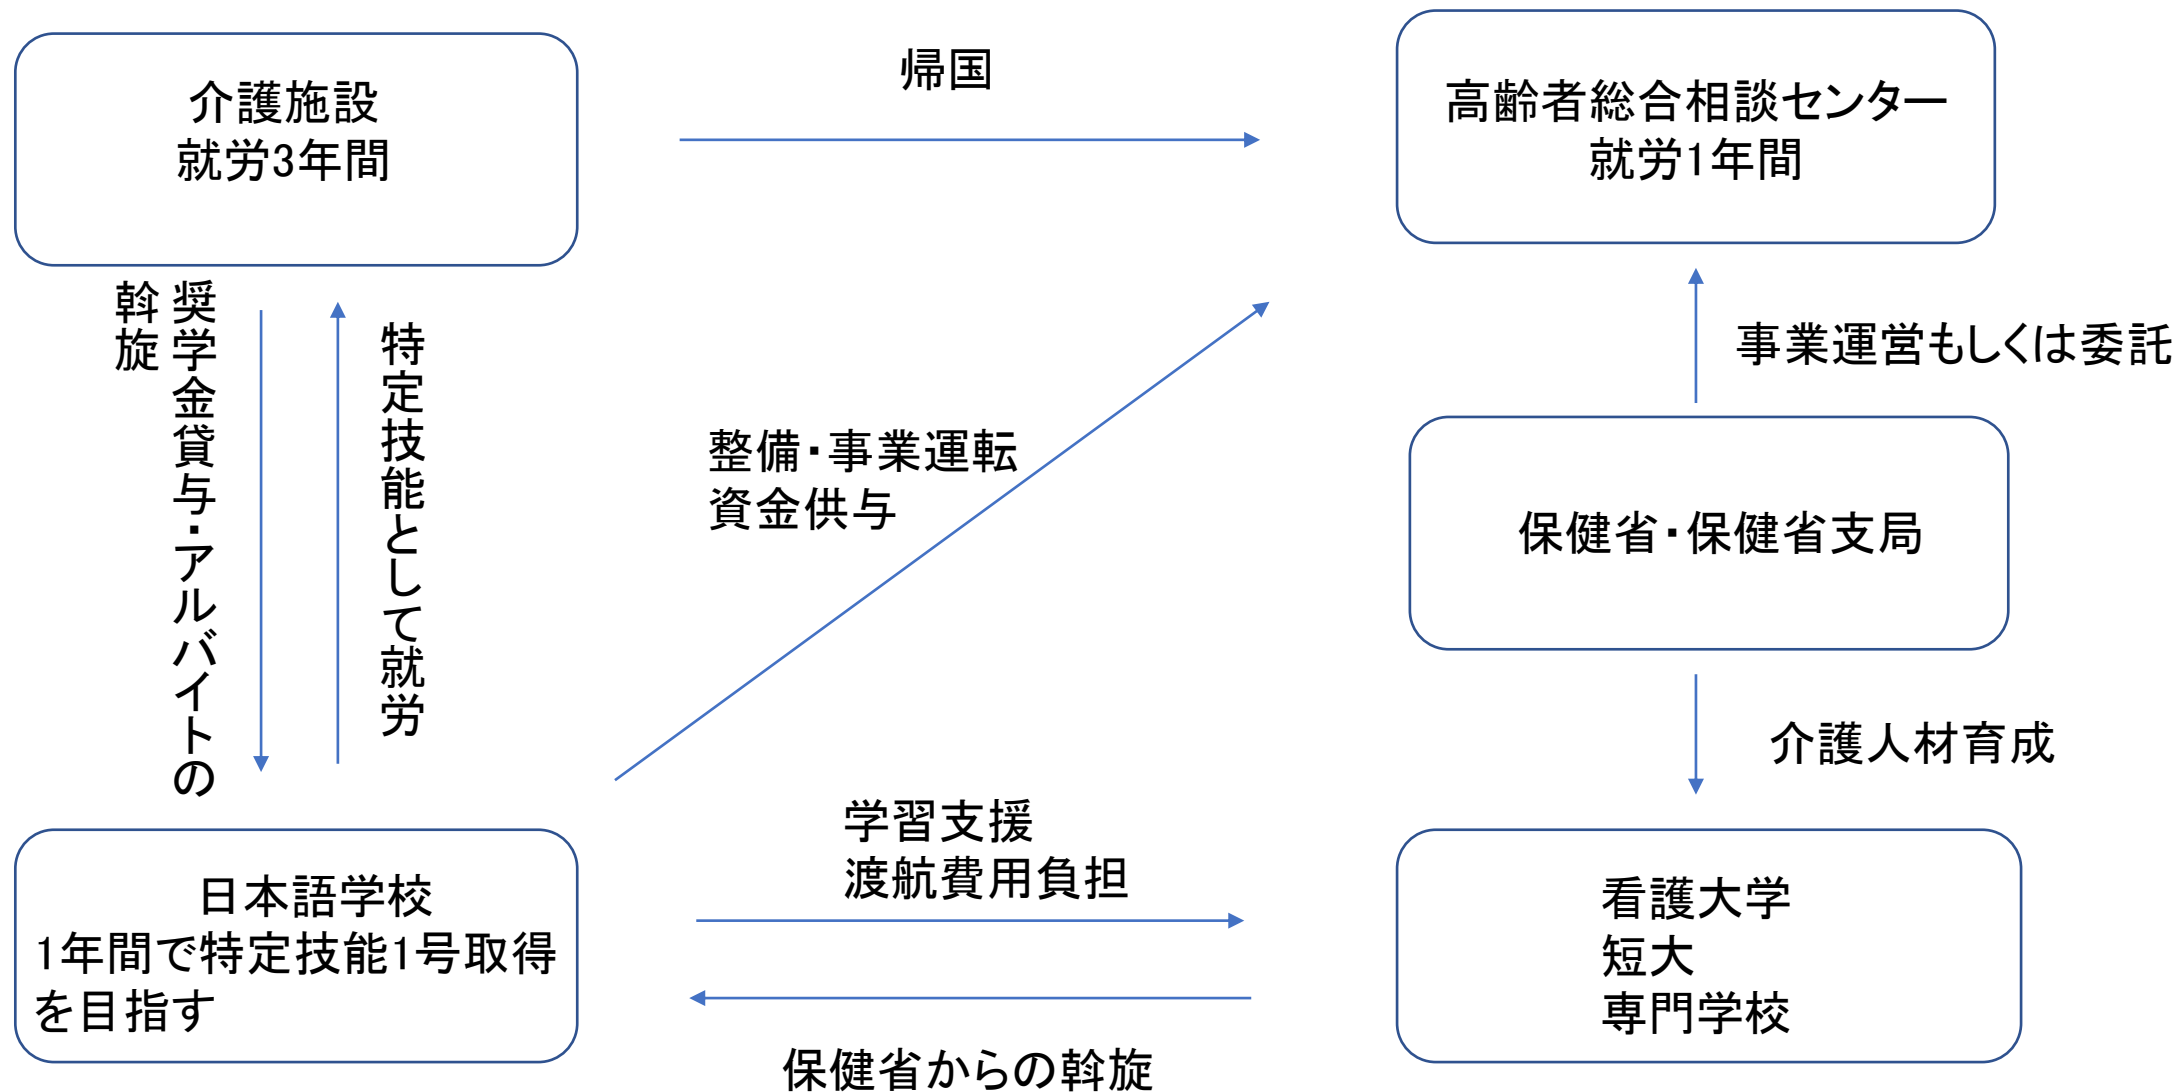 介護施設
就労3年間
帰国
高齢者総合相談センター
就労1年間
奨学金貸与・アルバイトの
斡旋
特定技能として就労
整備・事業運転
資金供与
事業運営もしくは委託
保健省・保健省支局
介護人材育成
学習支援
渡航費用負担
日本語学校
1年間で特定技能1号取得
を目指す
看護大学
短大
専門学校
保健省からの斡旋